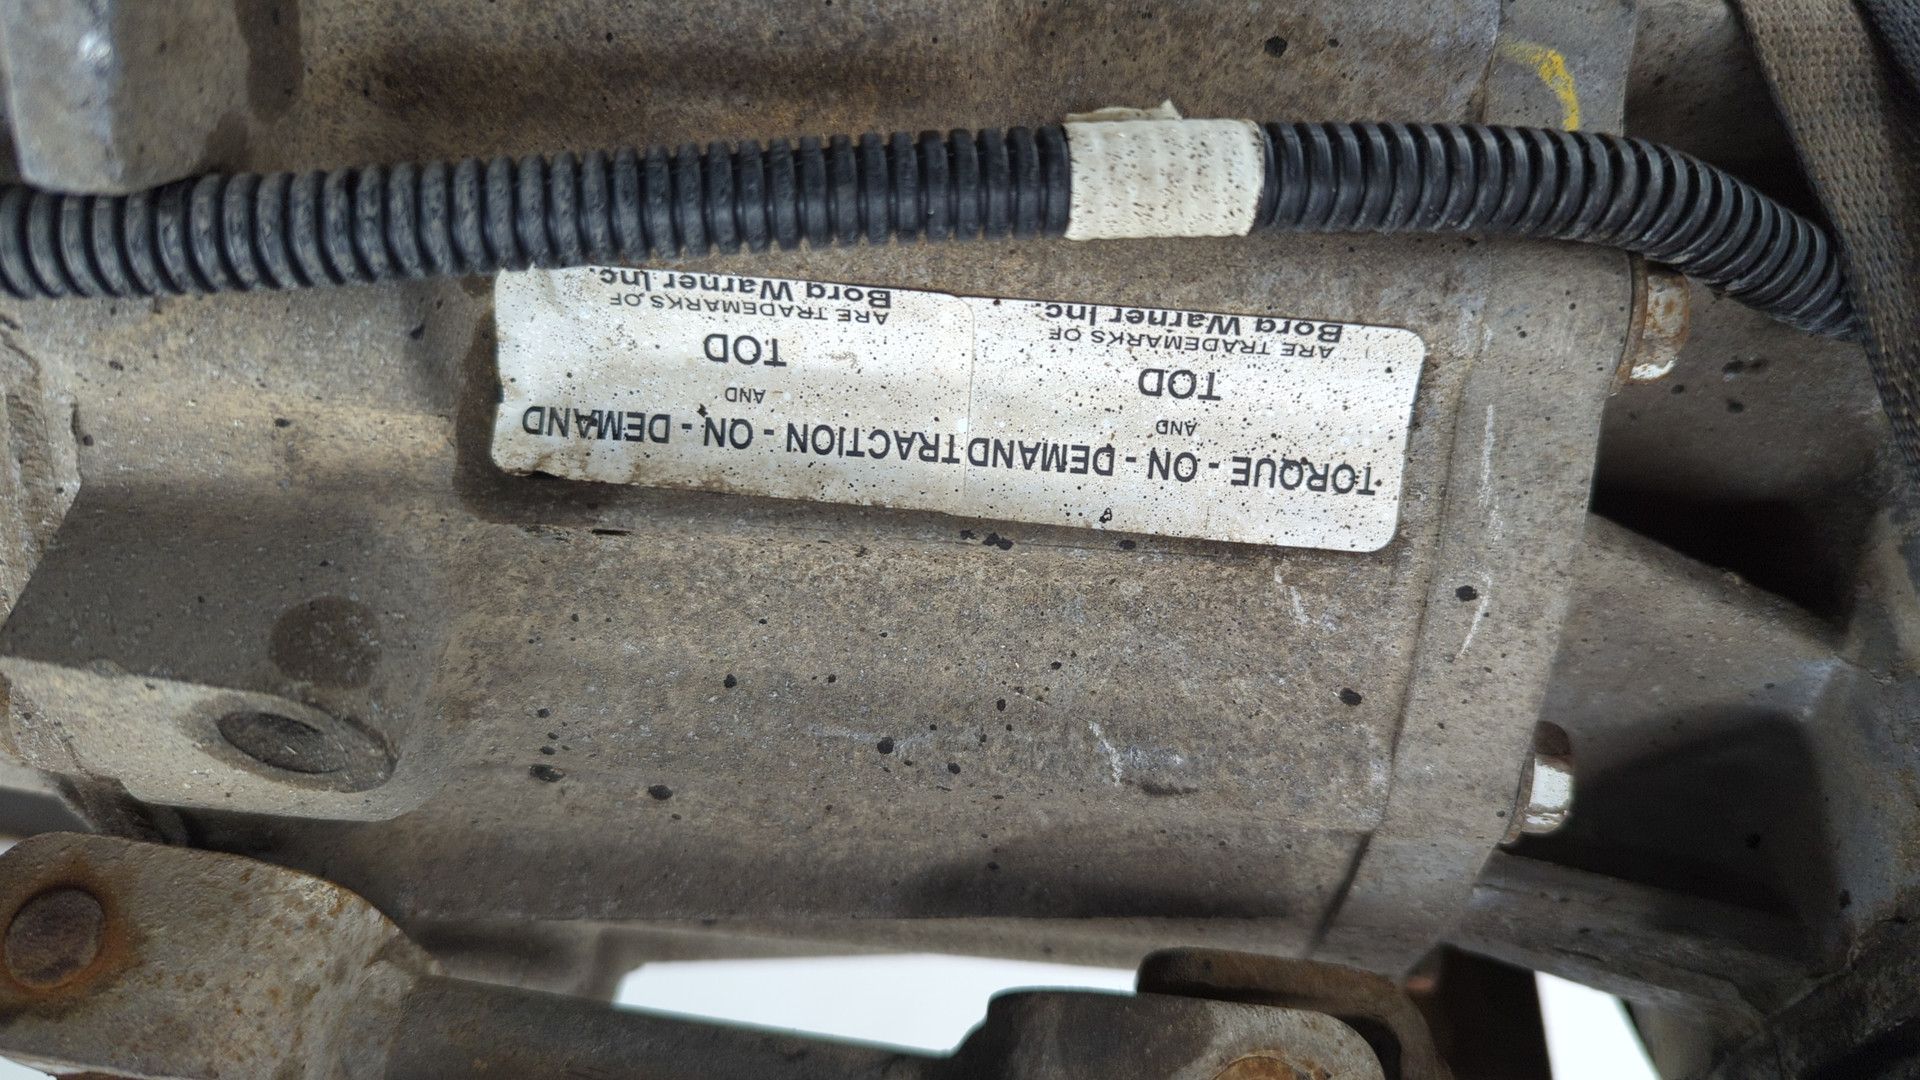 TORQUE - ON - DEMAND
AND
TOD
ARE TRADEMARKS OF
Borg Warner Inc.
TRACTION - ON - DEMAND
AND
TOD
ARE TRADEMARKS OF
Borg Warner Inc.